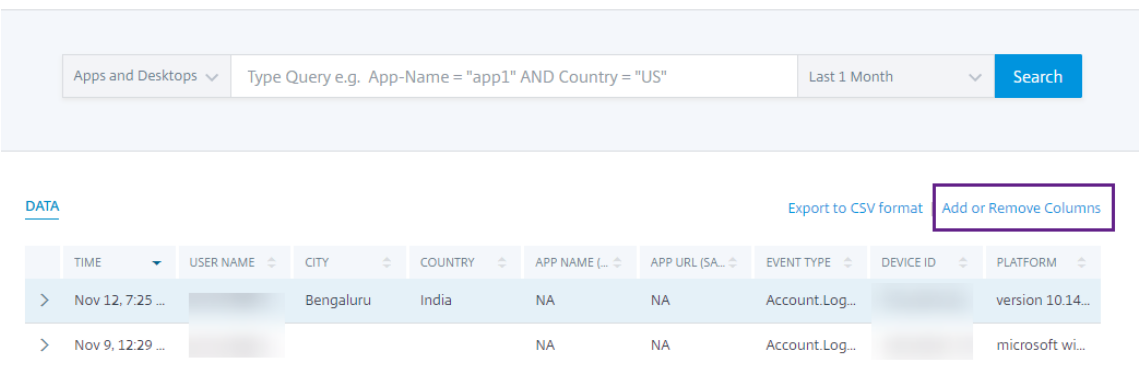 Apps and Desktops Type Query e.g. App-Name = "app1" AND Country = "US" Last 1 Month Search
DATA Export to CSV format | Add or Remove Columns
TIME USER NAME CITY COUNTRY APP NAME (... APP URL (SA... EVENT TYPE DEVICE ID PLATFORM
Nov 12, 7:25 ... Bengaluru India NA NA Account.Log... version 10.14...
Nov 9, 12:29 ... NA NA Account.Log... microsoft wi...